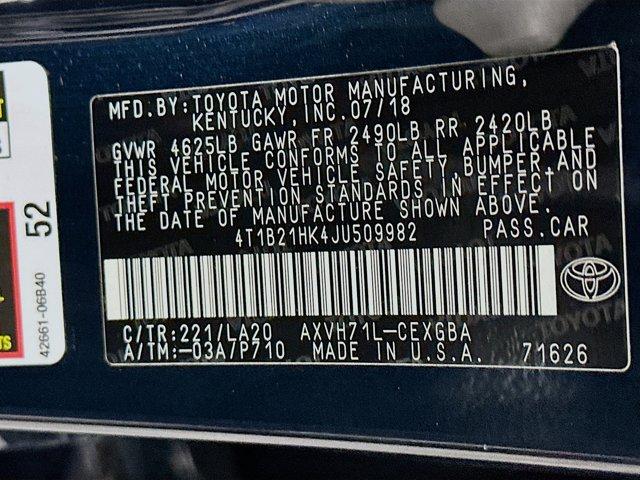 MFD.BY:TOYOTA MOTOR MANUFACTURING,
KENTUCKY,INC.07/18
GVWR 4625LB GAWR FR 2490LB RR 2420LB
THIS VEHICLE CONFORMS TO ALL APPLICABLE
FEDERAL MOTOR VEHICLE SAFETY,BUMPER,AND
THEFT PREVENTION STANDARDS IN EFFECT ON
THE DATE OF MANUFACTURE SHOWN ABOVE.
4T1B21HK4JU509982 PASS.CAR
C/TR:221/LA20 AXVH71L-CEXGBA
A/TM:-03A/P710 MADE IN U.S.A. 71626
52
42661-06B40